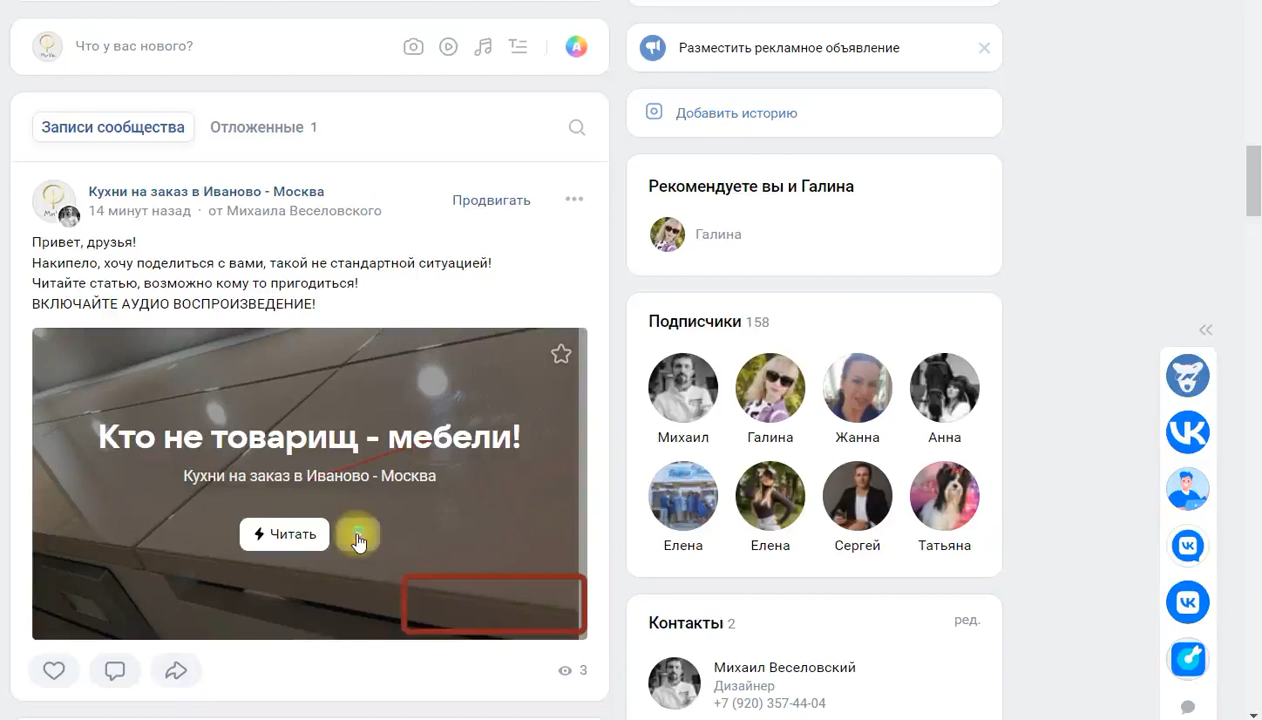 Что у вас нового?
Записи сообщества
Отложенные 1
Кухни на заказ в Иваново - Москва
14 минут назад · от Михаила Веселовского
Продвигать
Привет, друзья!
Накипело, хочу поделиться с вами, такой не стандартной ситуацией!
Читайте статью, возможно кому то пригодиться!
ВКЛЮЧАЙТЕ АУДИО ВОСПРОИЗВЕДЕНИЕ!
Кто не товарищ - мебели!
Кухни на заказ в Иваново - Москва
Читать
3
Разместить рекламное объявление
Добавить историю
Рекомендуете вы и Галина
Галина
Подписчики 158
Михаил Галина Жанна Анна
Елена Елена Сергей Татьяна
Контакты 2
ред.
Михаил Веселовский
Дизайнер
+7 (920) 357-44-04